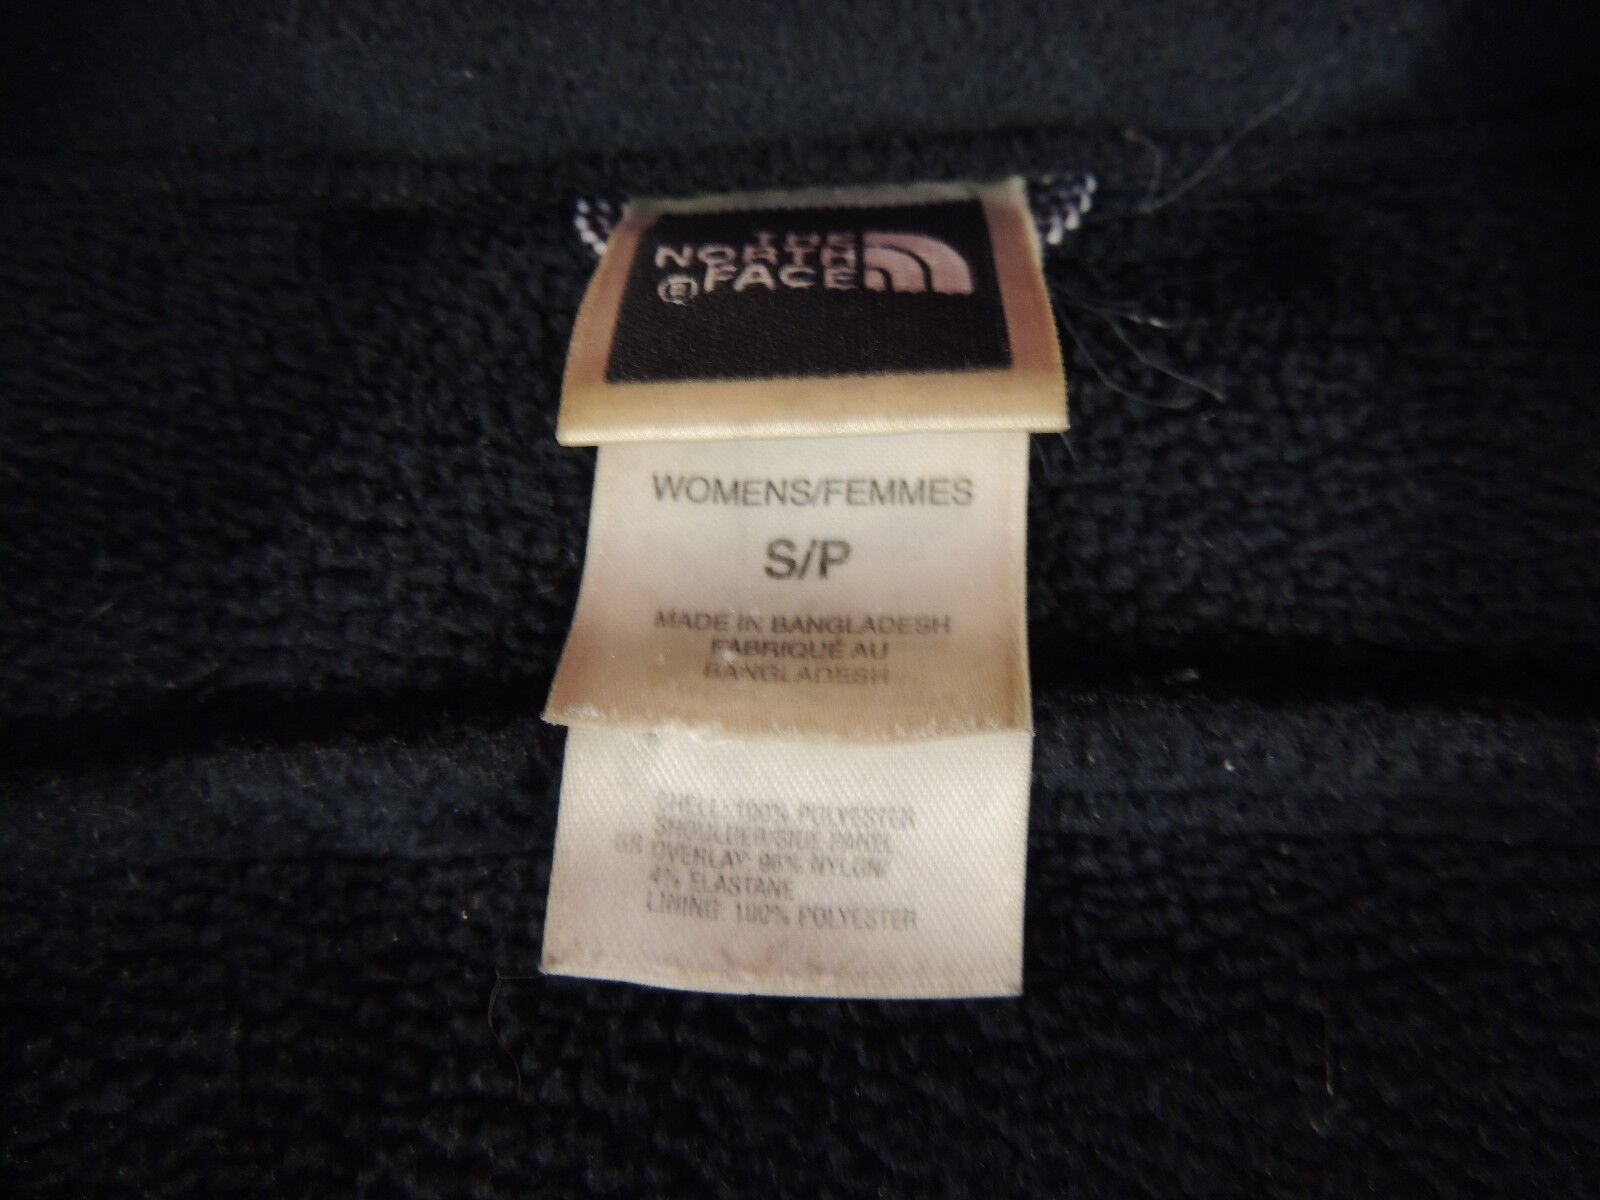 THE
NORTH
FACE
®
WOMENS/FEMMES
S/P
MADE IN BANGLADESH
FABRIQUÉ AU
BANGLADESH
SHELL: 100% POLYESTER
SHOULDER/SIDE PANEL
GB OVERLAY: 96% NYLON/
4% ELASTANE
LINING: 100% POLYESTER